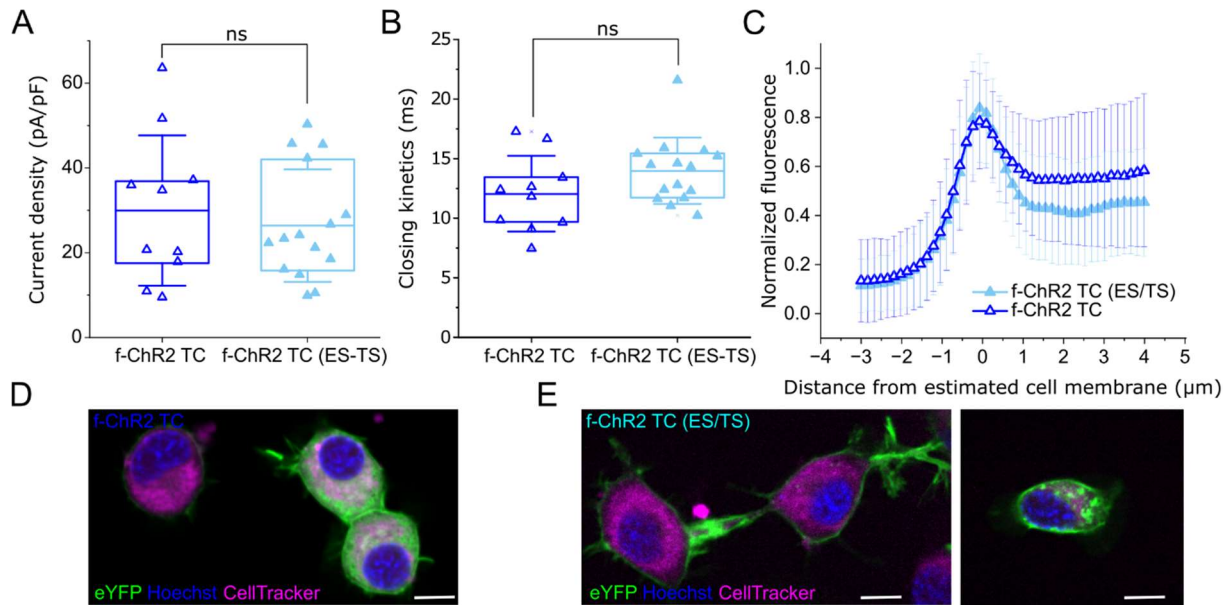 A
ns
Current density (pA/pF)
60
40
20
0
f-ChR2 TC f-ChR2 TC (ES-TS)
B
ns
Closing kinetics (ms)
25
20
15
10
5
0
f-ChR2 TC f-ChR2 TC (ES-TS)
C
Normalized fluorescence
1.0
0.8
0.6
0.4
0.2
0.0
f-ChR2 TC (ES/TS)
f-ChR2 TC
−4 −3 −2 −1 0 1 2 3 4 5
Distance from estimated cell membrane (µm)
D
f-ChR2 TC
eYFP Hoechst CellTracker
E
f-ChR2 TC (ES/TS)
eYFP Hoechst CellTracker